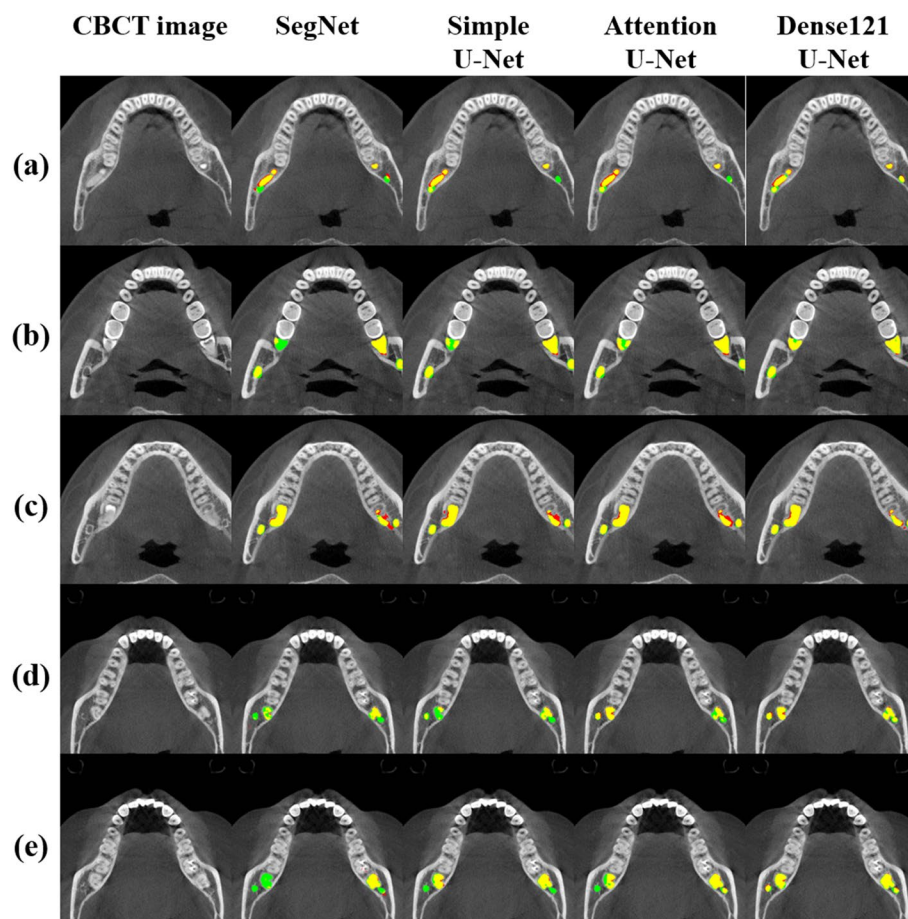 CBCT image SegNet Simple U-Net Attention U-Net Dense121 U-Net
(a)
(b)
(c)
(d)
(e)